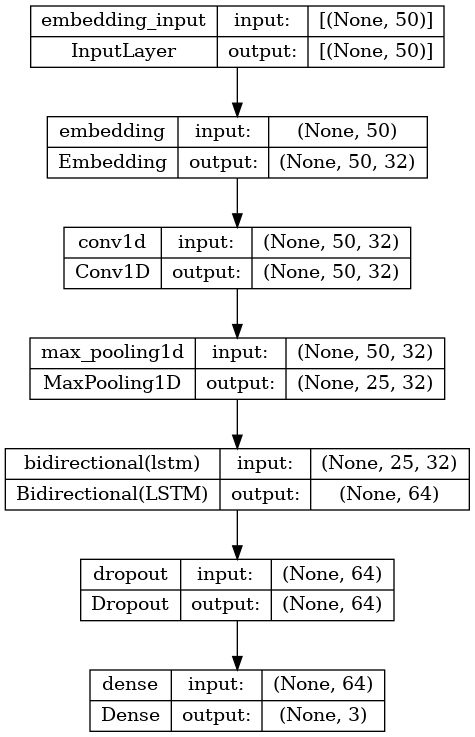 embedding_input input: [(None, 50)]
InputLayer output: [(None, 50)]
embedding input: (None, 50)
Embedding output: (None, 50, 32)
conv1d input: (None, 50, 32)
Conv1D output: (None, 50, 32)
max_pooling1d input: (None, 50, 32)
MaxPooling1D output: (None, 25, 32)
bidirectional(lstm) input: (None, 25, 32)
Bidirectional(LSTM) output: (None, 64)
dropout input: (None, 64)
Dropout output: (None, 64)
dense input: (None, 64)
Dense output: (None, 3)